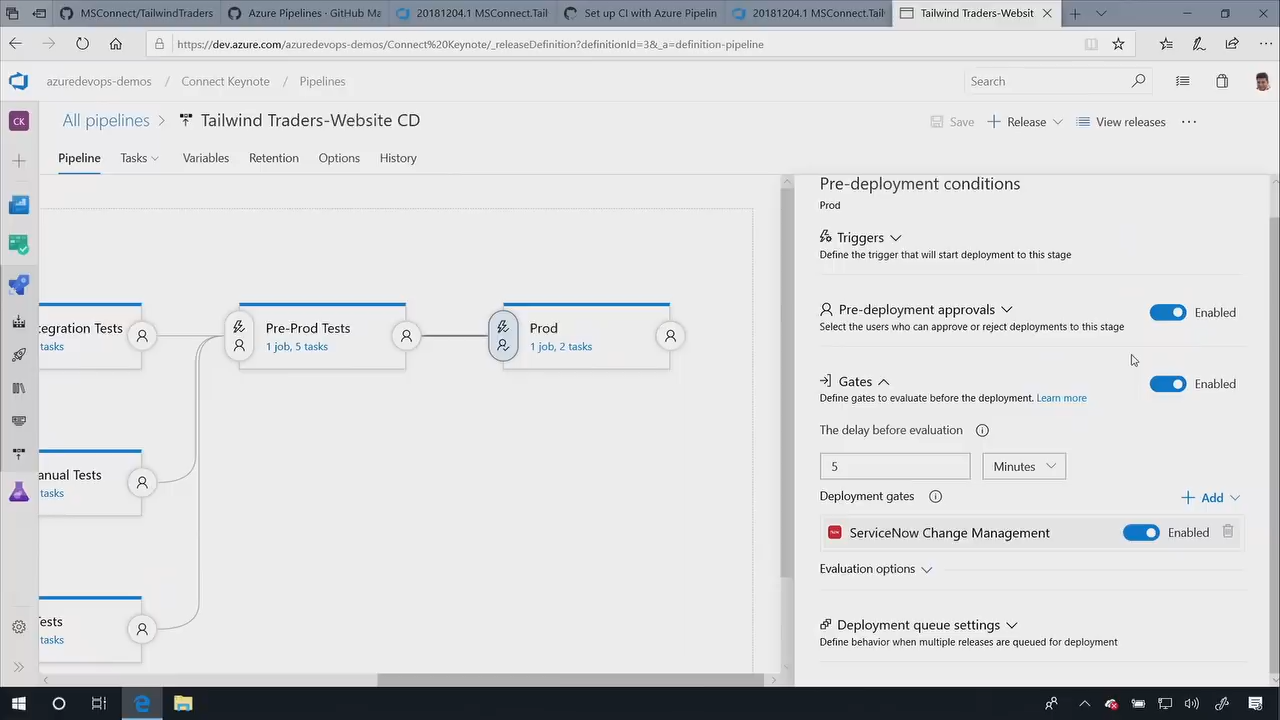 MSConnect/TailwindTraders
Azure Pipelines · GitHub Ma
20181204.1 MSConnect.Tail
Set up CI with Azure Pipelin
20181204.1 MSConnect.Tail
Tailwind Traders-Websit
https://dev.azure.com/azuredevops-demos/Connect%20Keynote/_releaseDefinition?definitionId=3&_a=definition-pipeline
azuredevops-demos / Connect Keynote / Pipelines
Search
CK
All pipelines > Tailwind Traders-Website CD
Save
Release
View releases
Pipeline Tasks Variables Retention Options History
Pre-deployment conditions
Prod
Triggers
Define the trigger that will start deployment to this stage
Pre-deployment approvals
Enabled
Select the users who can approve or reject deployments to this stage
Gates
Enabled
Define gates to evaluate before the deployment. Learn more
The delay before evaluation
5
Minutes
Deployment gates
Add
now
ServiceNow Change Management
Enabled
Evaluation options
Deployment queue settings
Define behavior when multiple releases are queued for deployment
tegration Tests
tasks
Pre-Prod Tests
1 job, 5 tasks
Prod
1 job, 2 tasks
anual Tests
tasks
Tests
tasks